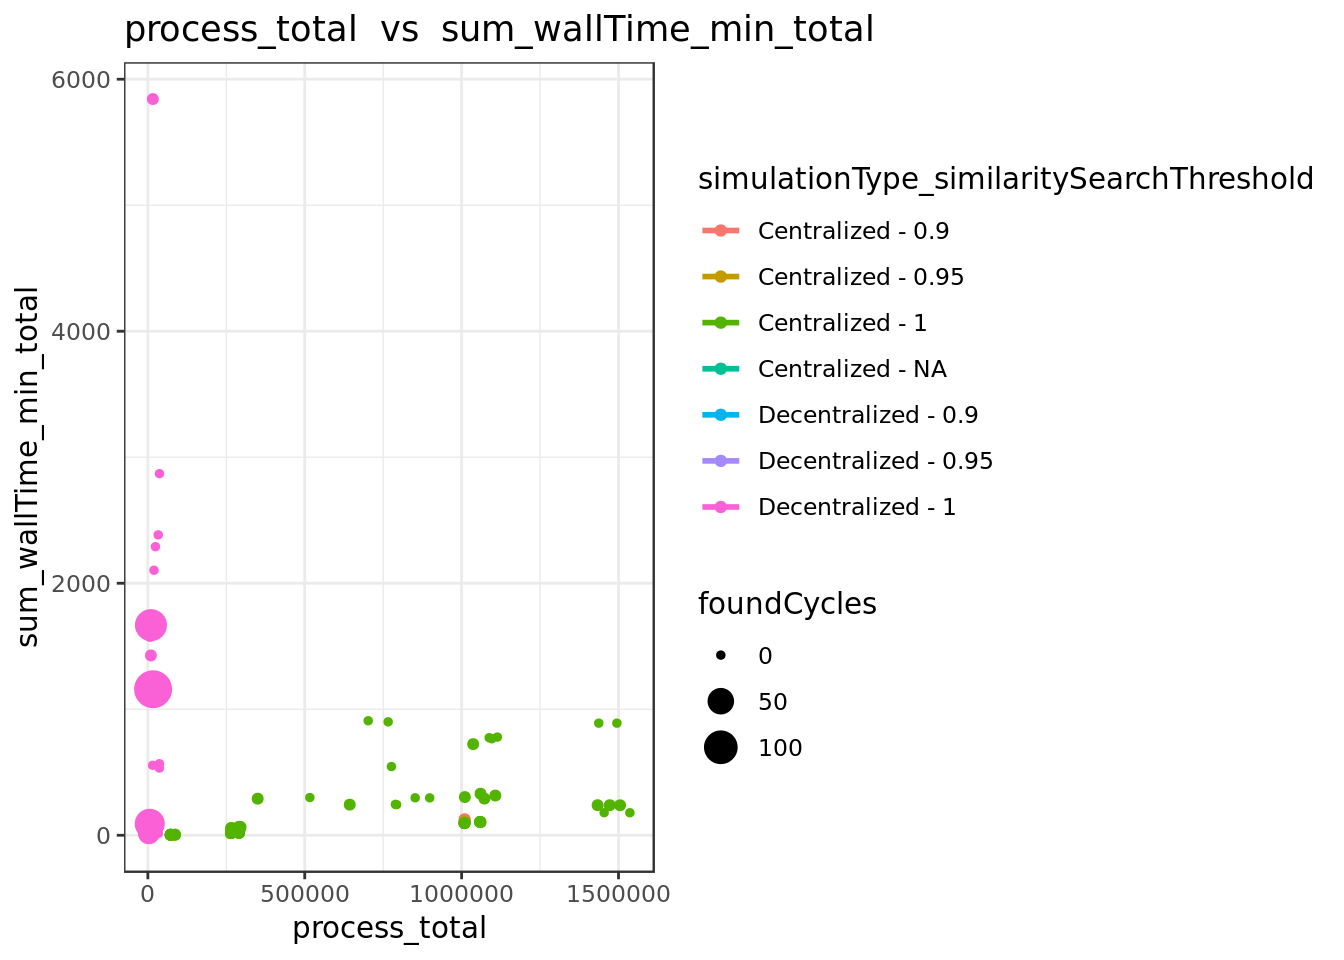 process_total  vs  sum_wallTime_min_total
sum_wallTime_min_total
6000
4000
2000
0
0
500000
1000000
1500000
process_total
simulationType_similaritySearchThreshold
Centralized - 0.9
Centralized - 0.95
Centralized - 1
Centralized - NA
Decentralized - 0.9
Decentralized - 0.95
Decentralized - 1
foundCycles
0
50
100